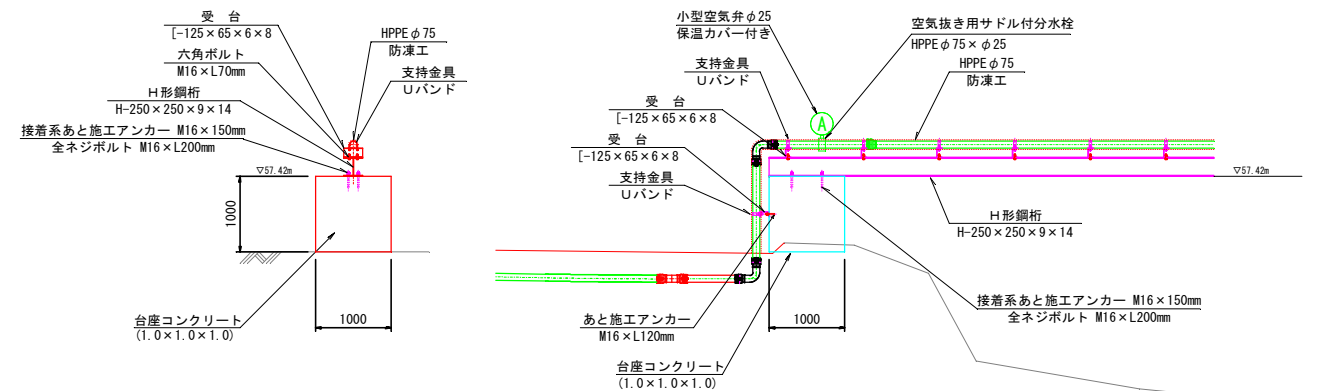 受　台
[-125×65×6×8
六角ボルト
M16×L70mm
H形鋼桁
H-250×250×9×14
接着系あと施工アンカー M16×150mm
全ネジボルト M16×L200mm
HPPEφ75
防凍工
支持金具
Uバンド
▽57.42m
1000
1000
台座コンクリート
(1.0×1.0×1.0)
小型空気弁φ25
保温カバー付き
空気抜き用サドル付分水栓
HPPEφ75×φ25
HPPEφ75
防凍工
支持金具
Uバンド
受　台
[-125×65×6×8
受　台
[-125×65×6×8
支持金具
Uバンド
A
▽57.42m
H形鋼桁
H-250×250×9×14
接着系あと施工アンカー M16×150mm
全ネジボルト M16×L200mm
あと施工アンカー
M16×L120mm
1000
台座コンクリート
(1.0×1.0×1.0)